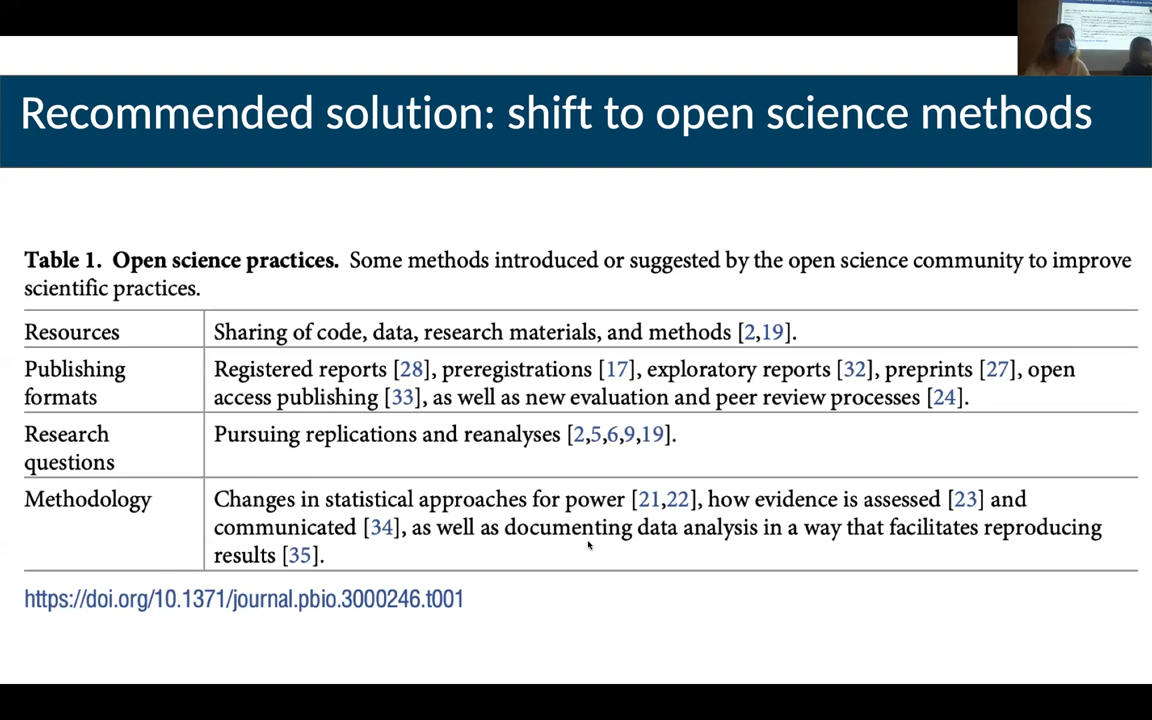 Recommended solution: shift to open science methods
Table 1. Open science practices. Some methods introduced or suggested by the open science community to improve
scientific practices.
Resources
Sharing of code, data, research materials, and methods [2,19].
Publishing
formats
Registered reports [28], preregistrations [17], exploratory reports [32], preprints [27], open
access publishing [33], as well as new evaluation and peer review processes [24].
Research
questions
Pursuing replications and reanalyses [2,5,6,9,19].
Methodology
Changes in statistical approaches for power [21,22], how evidence is assessed [23] and
communicated [34], as well as documenting data analysis in a way that facilitates reproducing
results [35].
https://doi.org/10.1371/journal.pbio.3000246.t001